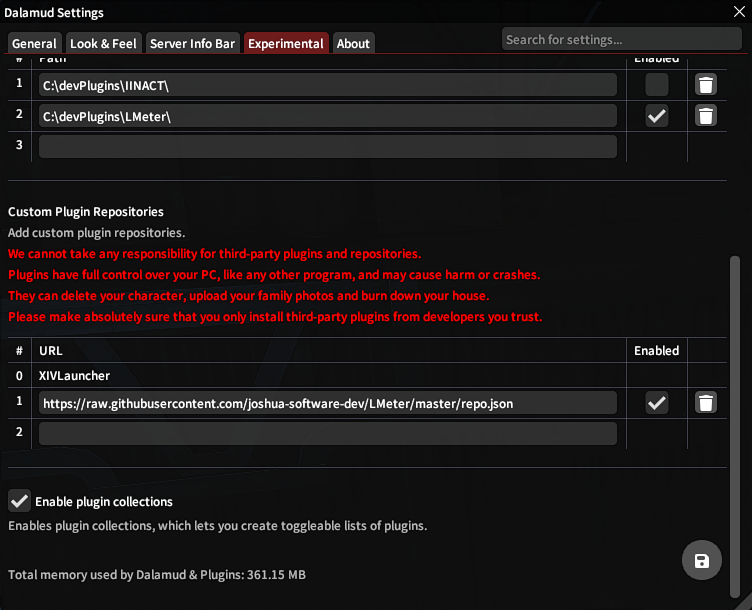 Dalamud Settings
General
Look & Feel
Server Info Bar
Experimental
About
Search for settings...
# Path Enabled
1 C:\devPlugins\IINACT\
2 C:\devPlugins\LMeter\
3
Custom Plugin Repositories
Add custom plugin repositories.
We cannot take any responsibility for third-party plugins and repositories.
Plugins have full control over your PC, like any other program, and may cause harm or crashes.
They can delete your character, upload your family photos and burn down your house.
Please make absolutely sure that you only install third-party plugins from developers you trust.
# URL Enabled
0 XIVLauncher
1 https://raw.githubusercontent.com/joshua-software-dev/LMeter/master/repo.json
2
Enable plugin collections
Enables plugin collections, which lets you create toggleable lists of plugins.
Total memory used by Dalamud & Plugins: 361.15 MB